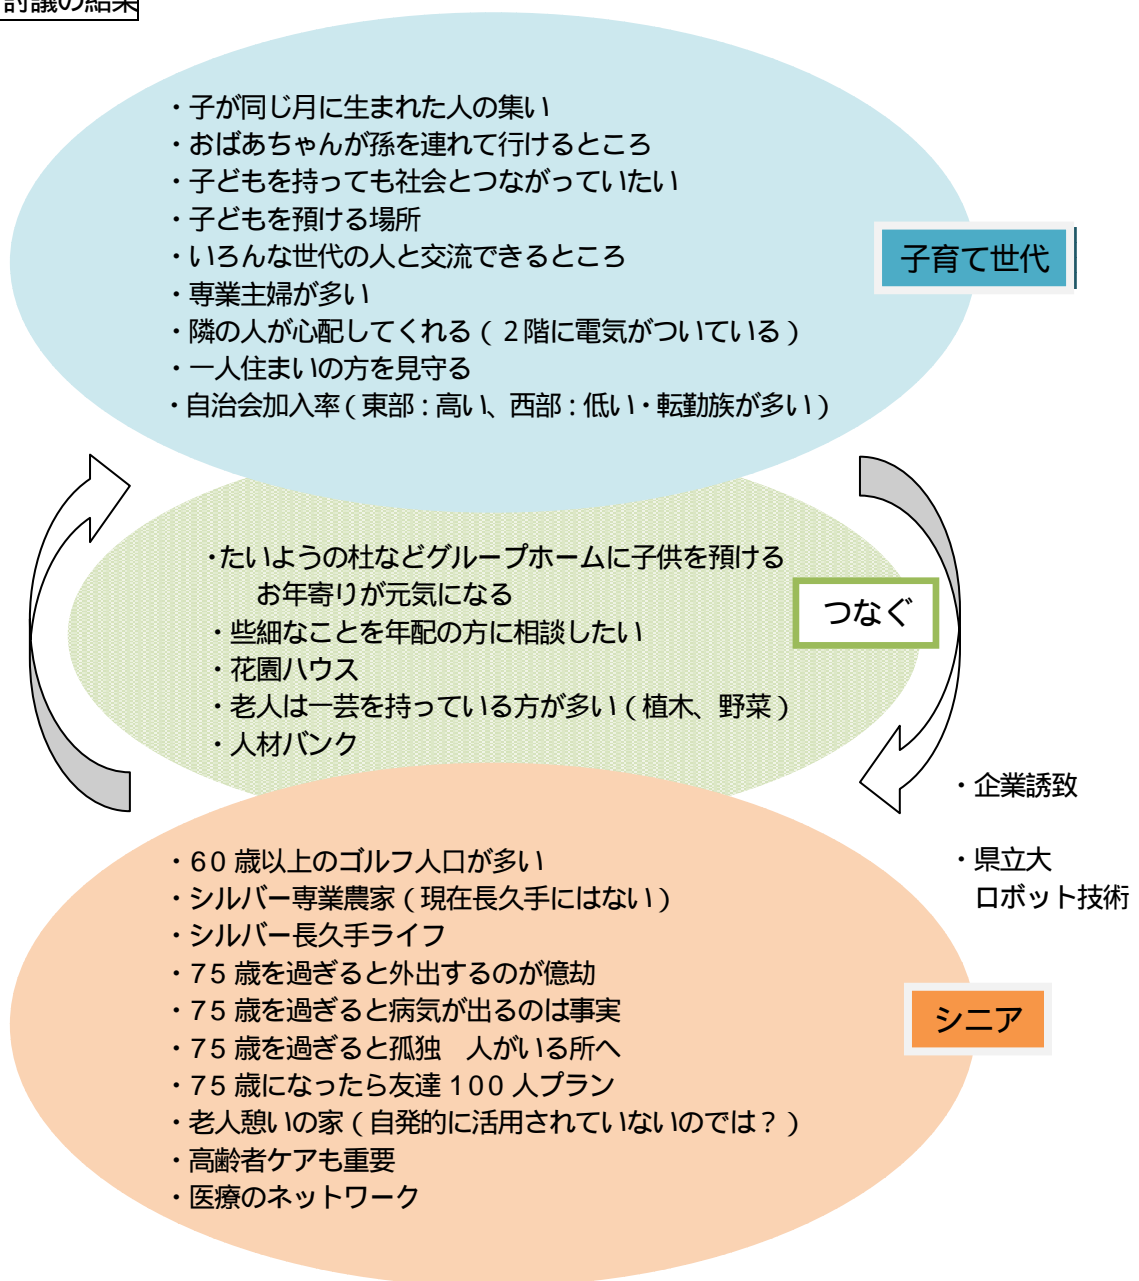 討議の結果
・子が同じ月に生まれた人の集い
・おばあちゃんが孫を連れて行けるところ
・子どもを持っても社会とつながっていたい
・子どもを預ける場所
・いろんな世代の人と交流できるところ
・専業主婦が多い
・隣の人が心配してくれる（２階に電気がついている）
・一人住まいの方を見守る
・自治会加入率（東部：高い、西部：低い・転勤族が多い）
子育て世代
・たいようの杜などグループホームに子供を預ける
お年寄りが元気になる
・些細なことを年配の方に相談したい
・花園ハウス
・老人は一芸を持っている方が多い（植木、野菜）
・人材バンク
つなぐ
・企業誘致
・県立大
ロボット技術
・60 歳以上のゴルフ人口が多い
・シルバー専業農家（現在長久手にはない）
・シルバー長久手ライフ
・75 歳を過ぎると外出するのが億劫
・75 歳を過ぎると病気が出るのは事実
・75 歳を過ぎると孤独　人がいる所へ
・75 歳になったら友達 100 人プラン
・老人憩いの家（自発的に活用されていないのでは？）
・高齢者ケアも重要
・医療のネットワーク
シニア